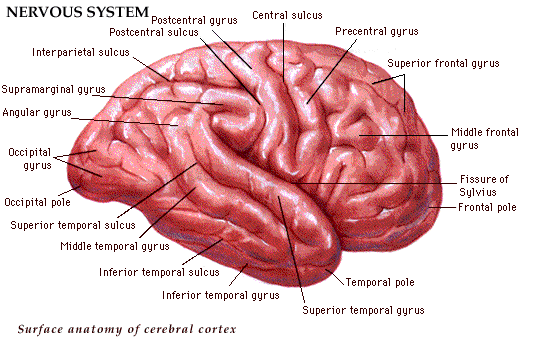 NERVOUS SYSTEM
Postcentral gyrus
Central sulcus
Postcentral sulcus
Precentral gyrus
Interparietal sulcus
Superior frontal gyrus
Supramarginal gyrus
Angular gyrus
Middle frontal
gyrus
Occipital
gyrus
Fissure of
Sylvius
Occipital pole
Frontal pole
Superior temporal sulcus
Middle temporal gyrus
Inferior temporal sulcus
Temporal pole
Inferior temporal gyrus
Superior temporal gyrus
Surface anatomy of cerebral cortex